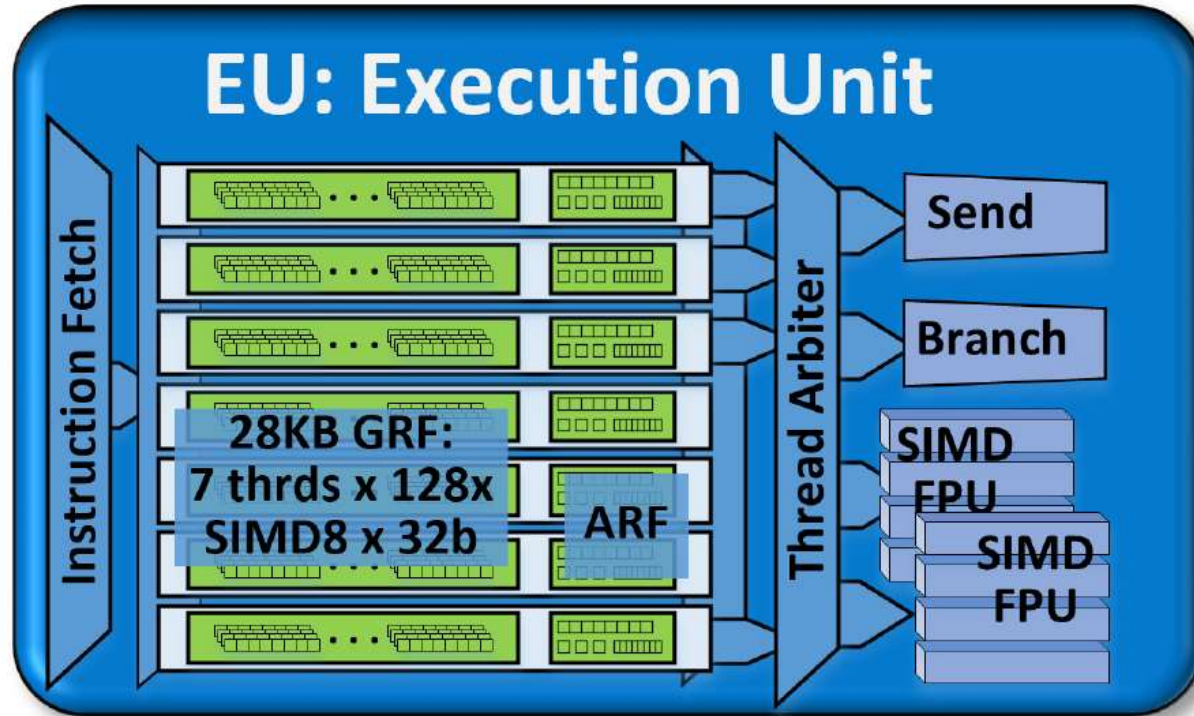 EU: Execution Unit
Instruction Fetch
28KB GRF:
7 thrds x 128x
SIMD8 x 32b
ARF
Thread Arbiter
Send
Branch
SIMD
FPU
SIMD
FPU